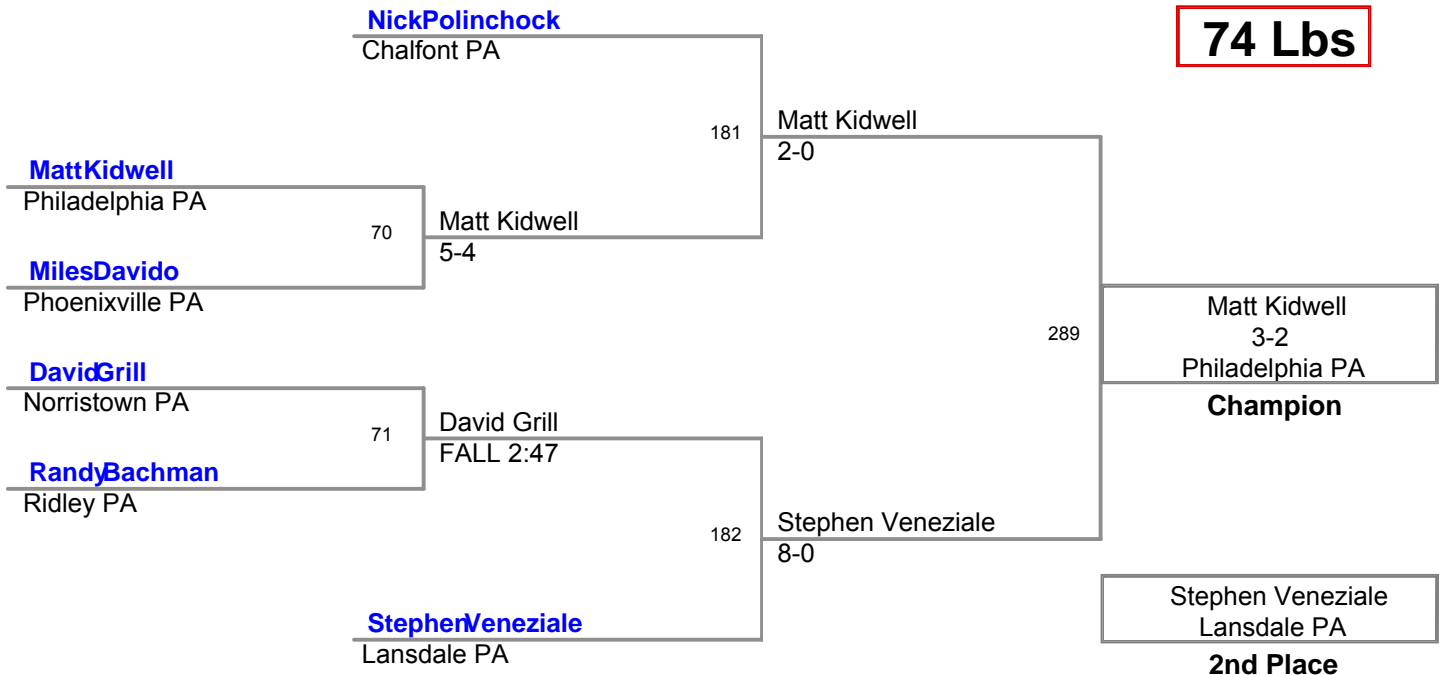 NickPolinchock
Chalfont PA
74 Lbs
181
Matt Kidwell
2-0
MattKidwell
Philadelphia PA
70
Matt Kidwell
5-4
MilesDavido
Phoenixville PA
289
Matt Kidwell
3-2
Philadelphia PA
Champion
DavidGrill
Norristown PA
71
David Grill
FALL 2:47
RandyBachman
Ridley PA
182
Stephen Veneziale
8-0
StephenVeneziale
Lansdale PA
Stephen Veneziale
Lansdale PA
2nd Place